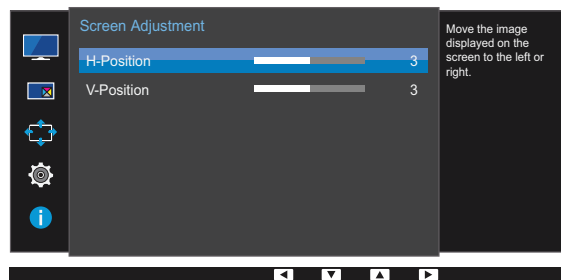 Screen Adjustment
H-Position 3
V-Position 3
Move the image
displayed on the
screen to the left or
right.